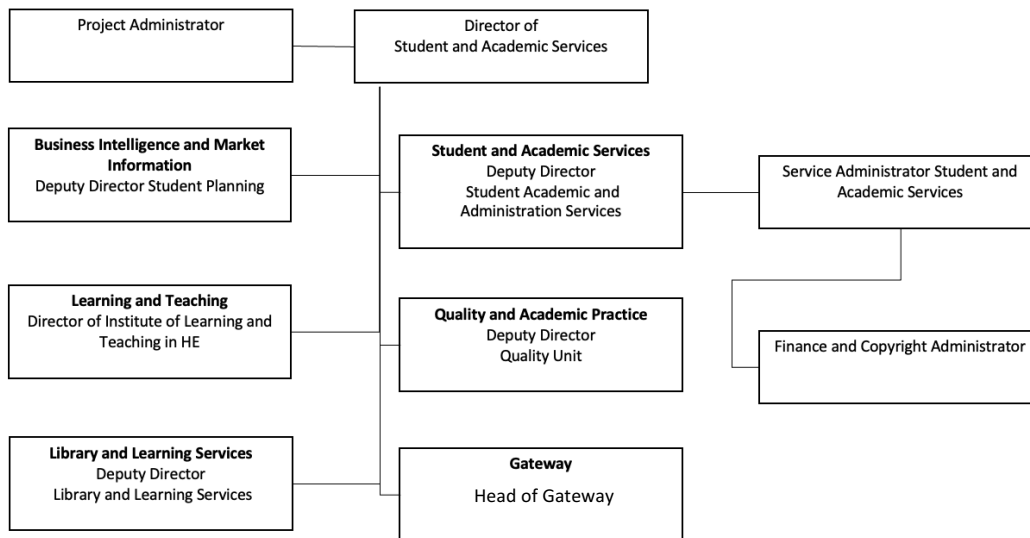 Project Administrator
Director of
Student and Academic Services
Business Intelligence and Market
Information
Deputy Director Student Planning
Student and Academic Services
Deputy Director
Student Academic and
Administration Services
Service Administrator Student and
Academic Services
Learning and Teaching
Director of Institute of Learning and
Teaching in HE
Quality and Academic Practice
Deputy Director
Quality Unit
Finance and Copyright Administrator
Library and Learning Services
Deputy Director
Library and Learning Services
Gateway
Head of Gateway